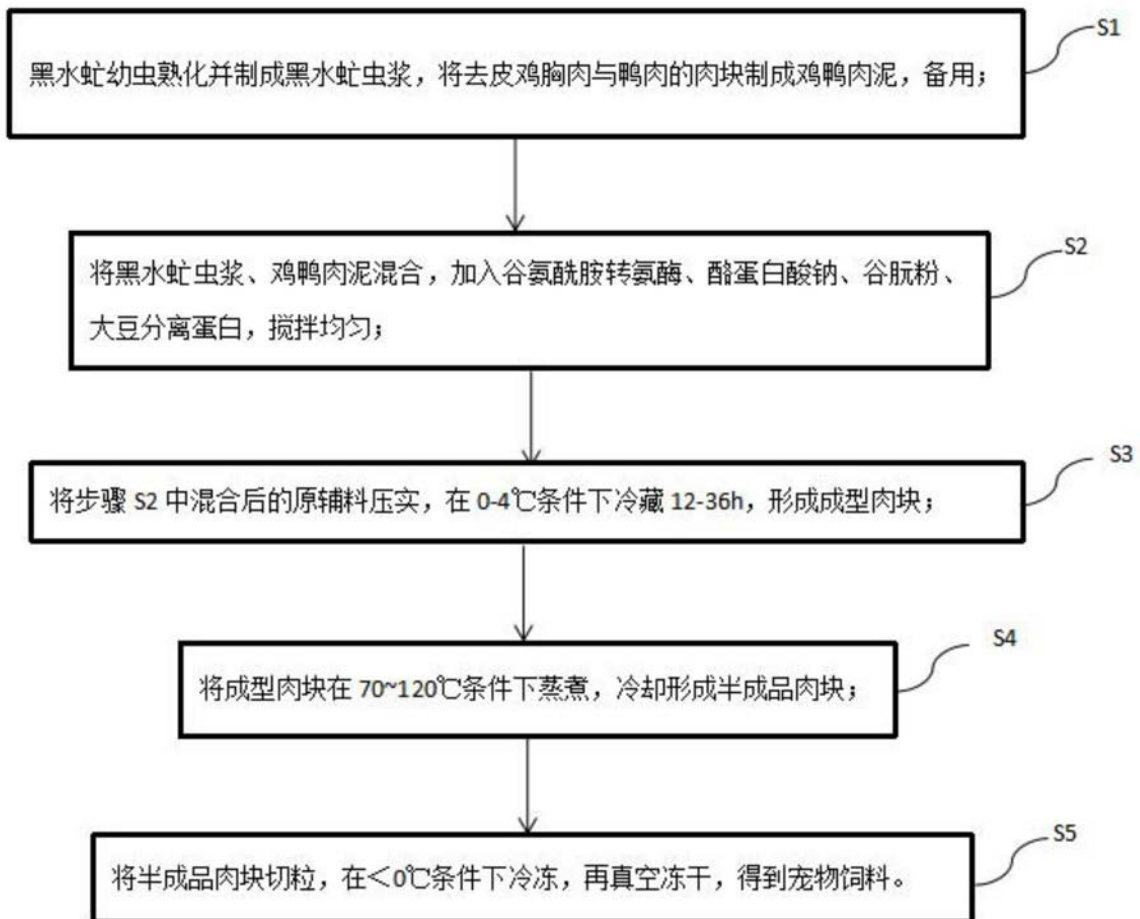 S1
黑水虻幼虫熟化并制成黑水虻虫浆，将去皮鸡胸肉与鸭肉的肉块制成鸡鸭肉泥，备用；
S2
将黑水虻虫浆、鸡鸭肉泥混合，加入谷氨酰胺转氨酶、酪蛋白酸钠、谷朊粉、
大豆分离蛋白，搅拌均匀；
S3
将步骤 S2 中混合后的原辅料压实，在 0-4℃条件下冷藏 12-36h，形成成型肉块；
S4
将成型肉块在 70~120℃条件下蒸煮，冷却形成半成品肉块；
S5
将半成品肉块切粒，在＜0℃条件下冷冻，再真空冻干，得到宠物饲料。